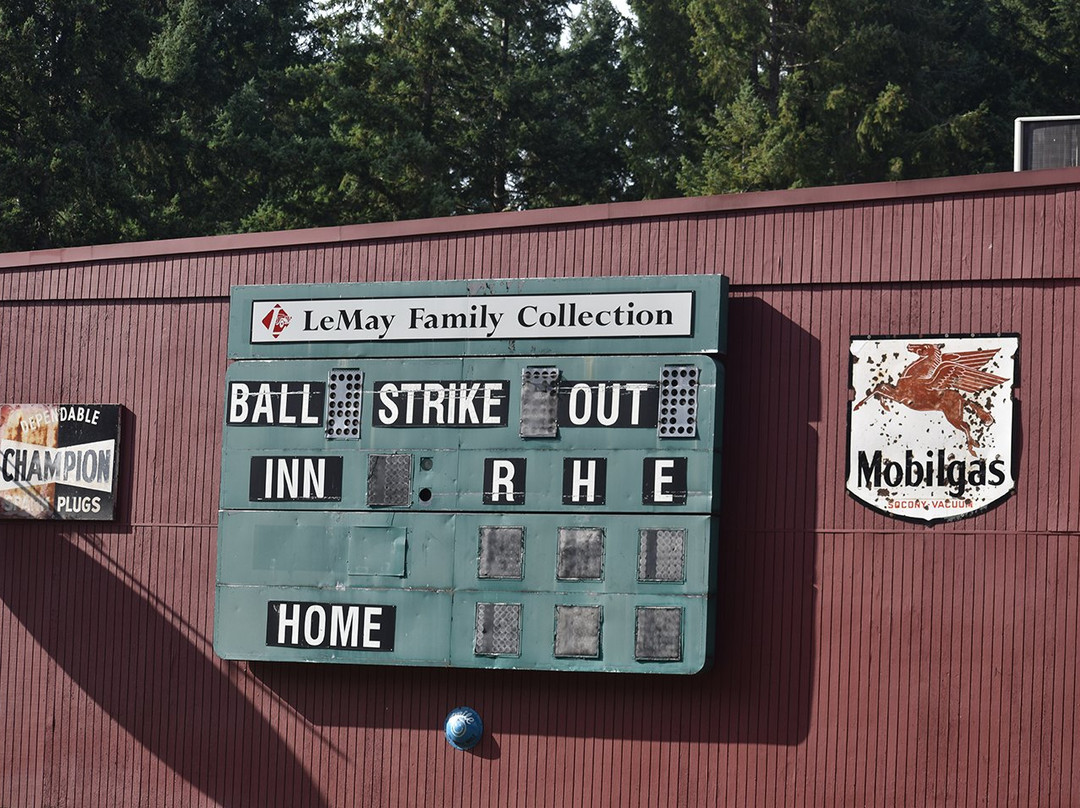 LeMay Family Collection
BALL STRIKE OUT
INN R H E
HOME
DEPENDABLE
CHAMPION
PLUGS
Mobilgas
SOCONY-VACUUM